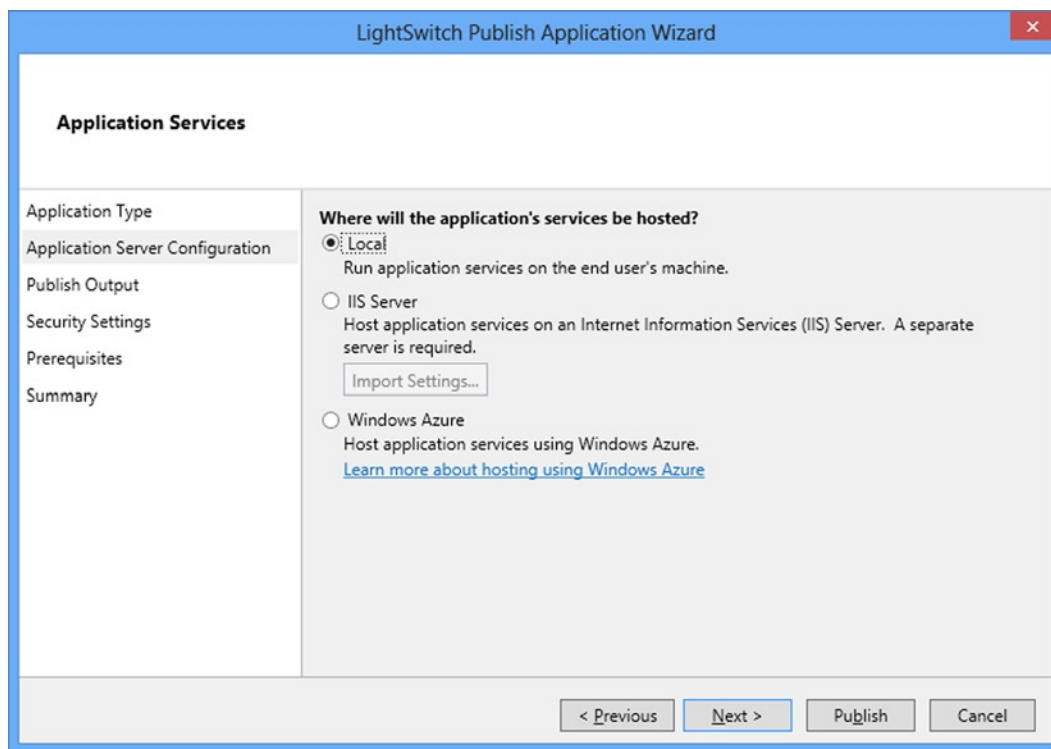 LightSwitch Publish Application Wizard
Application Services
Application Type
Application Server Configuration
Publish Output
Security Settings
Prerequisites
Summary
Where will the application's services be hosted?
Local
Run application services on the end user's machine.
IIS Server
Host application services on an Internet Information Services (IIS) Server.  A separate
server is required.
Import Settings...
Windows Azure
Host application services using Windows Azure.
Learn more about hosting using Windows Azure
< Previous
Next >
Publish
Cancel